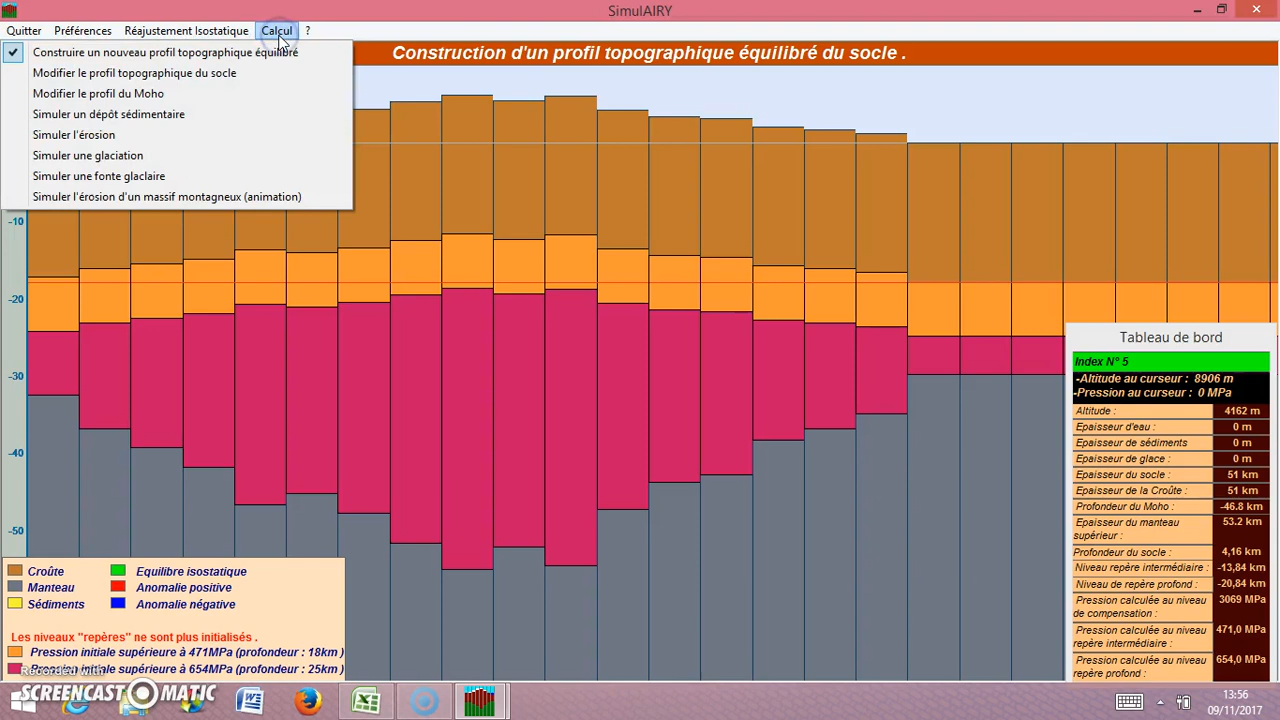 SimulAIRY
Quitter Préférences Réajustement Isostatique Calcul ?
Construire un nouveau profil topographique équilibré
Modifier le profil topographique du socle
Modifier le profil du Moho
Simuler un dépôt sédimentaire
Simuler l'érosion
Simuler une glaciation
Simuler une fonte glaclaire
Simuler l'érosion d'un massif montagneux (animation)
Construction d'un profil topographique équilibré du socle .
-10
-20
-30
-40
-50
Tableau de bord
Index N° 5
-Altitude au curseur : 8906 m
-Pression au curseur : 0 MPa
Altitude : 4162 m
Epaisseur d'eau : 0 m
Epaisseur de sédiments 0 m
Epaisseur de glace : 0 m
Epaisseur du socle : 51 km
Epaisseur de la Croûte : 51 km
Profondeur du Moho : -46.8 km
Epaisseur du manteau supérieur : 53.2 km
Profondeur du socle : 4,16 km
Niveau repère intermédiaire : -13,84 km
Niveau de repère profond : -20,84 km
Pression calculée au niveau de compensation : 3069 MPa
Pression calculée au niveau repère intermédiaire : 471,0 MPa
Pression calculée au niveau repère profond : 654,0 MPa
Croûte Equilibre isostatique
Manteau Anomalie positive
Sédiments Anomalie négative
Les niveaux "repères" ne sont plus initialisés .
Pression initiale supérieure à 471MPa (profondeur : 18km )
Pression initiale supérieure à 654MPa (profondeur : 25km )
Recorded with
SCREENCAST O MATIC
13:56
09/11/2017